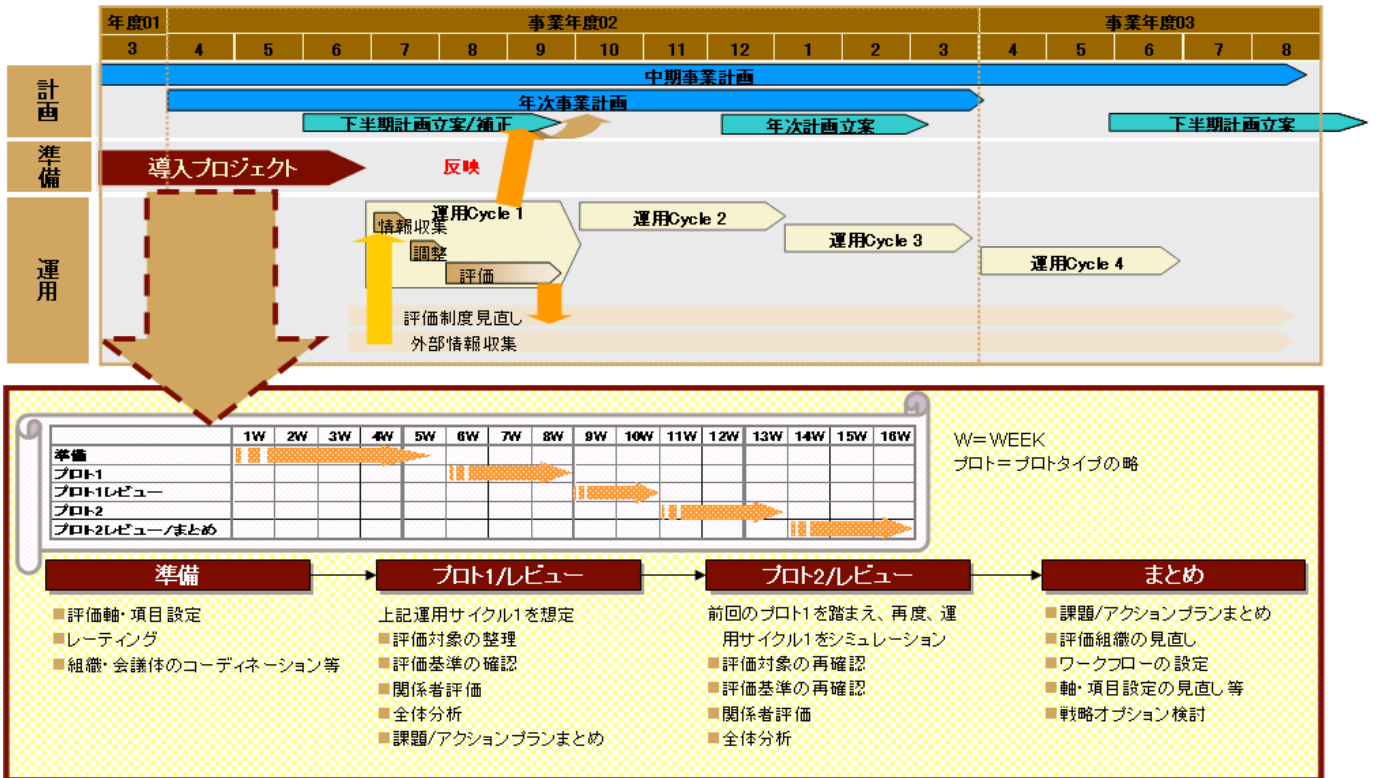 年度01 事業年度02 事業年度03
3 4 5 6 7 8 9 10 11 12 1 2 3 4 5 6 7 8
計画
中期事業計画
年次事業計画
下半期計画立案/補正 年次計画立案 下半期計画立案
準備
導入プロジェクト 反映
運用
運用Cycle 1 運用Cycle 2
情報収集
運用Cycle 3
調整
運用Cycle 4
評価
評価制度見直し
外部情報収集
1W 2W 3W 4W 5W 6W 7W 8W 9W 10W 11W 12W 13W 14W 15W 16W
準備
プロト1
プロト1レビュー
プロト2
プロト2レビュー/まとめ
W=WEEK
プロト=プロトタイプの略
準備
評価軸・項目設定
レーティング
組織・会議体のコーディネーション等
プロト1/レビュー
上記運用サイクル1を想定
評価対象の整理
評価基準の確認
関係者評価
全体分析
課題/アクションプランまとめ
プロト2/レビュー
前回のプロト1を踏まえ、再度、運
用サイクル1をシミュレーション
評価対象の再確認
評価基準の再確認
関係者評価
全体分析
まとめ
課題/アクションプランまとめ
評価組織の見直し
ワークフローの設定
軸・項目設定の見直し等
戦略オプション検討